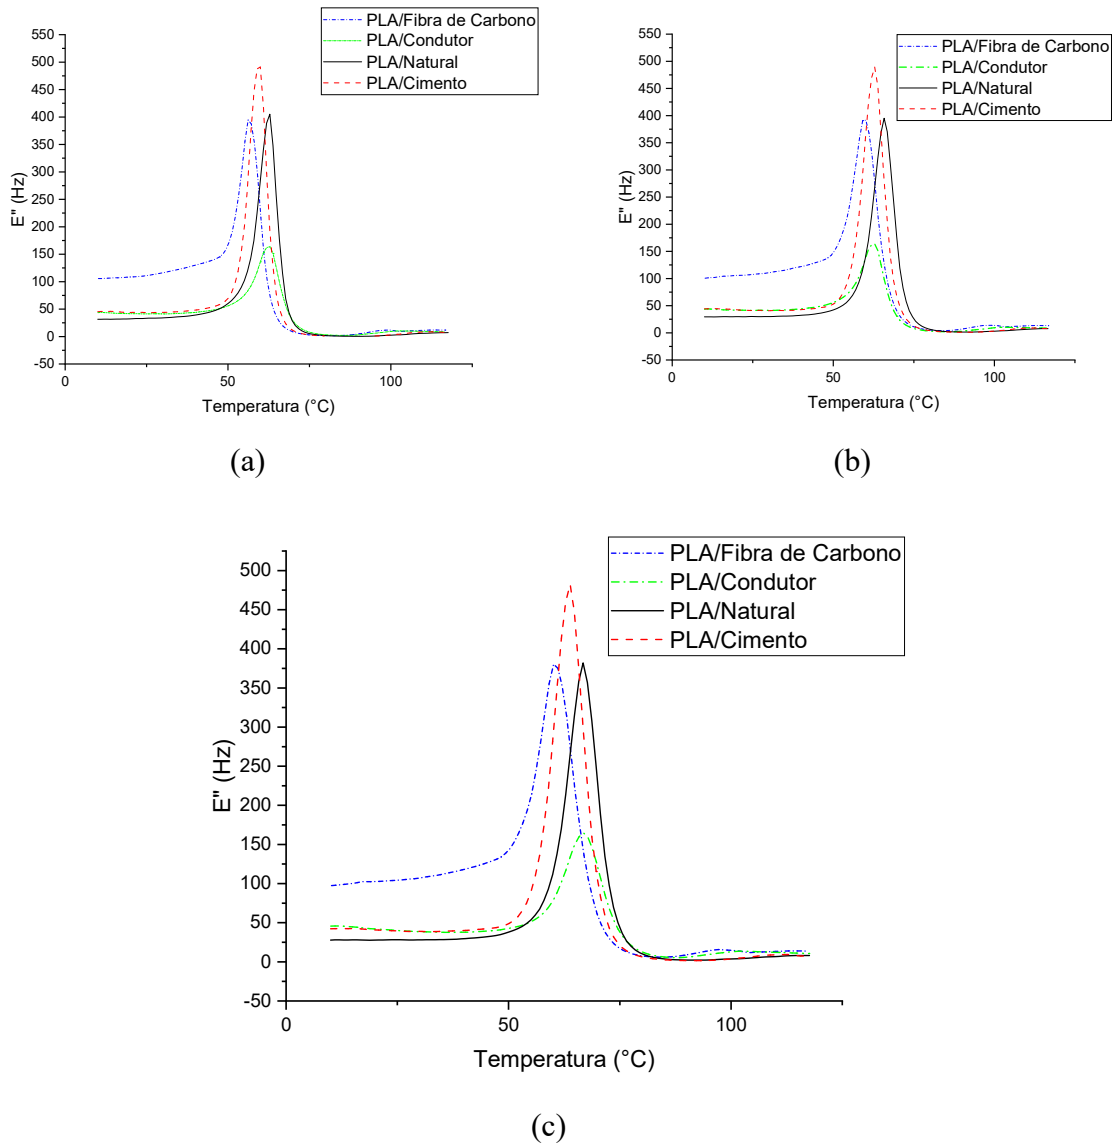 PLA/Fibra de Carbono
PLA/Condutor
PLA/Natural
PLA/Cimento
550
500
450
400
350
300
250
200
150
100
50
0
-50
E" (Hz)
0
50
100
Temperatura (°C)
(a)
PLA/Fibra de Carbono
PLA/Condutor
PLA/Natural
PLA/Cimento
550
500
450
400
350
300
250
200
150
100
50
0
-50
E" (Hz)
0
50
100
Temperatura (°C)
(b)
PLA/Fibra de Carbono
PLA/Condutor
PLA/Natural
PLA/Cimento
500
450
400
350
300
250
200
150
100
50
0
-50
E" (Hz)
0
50
100
Temperatura (°C)
(c)